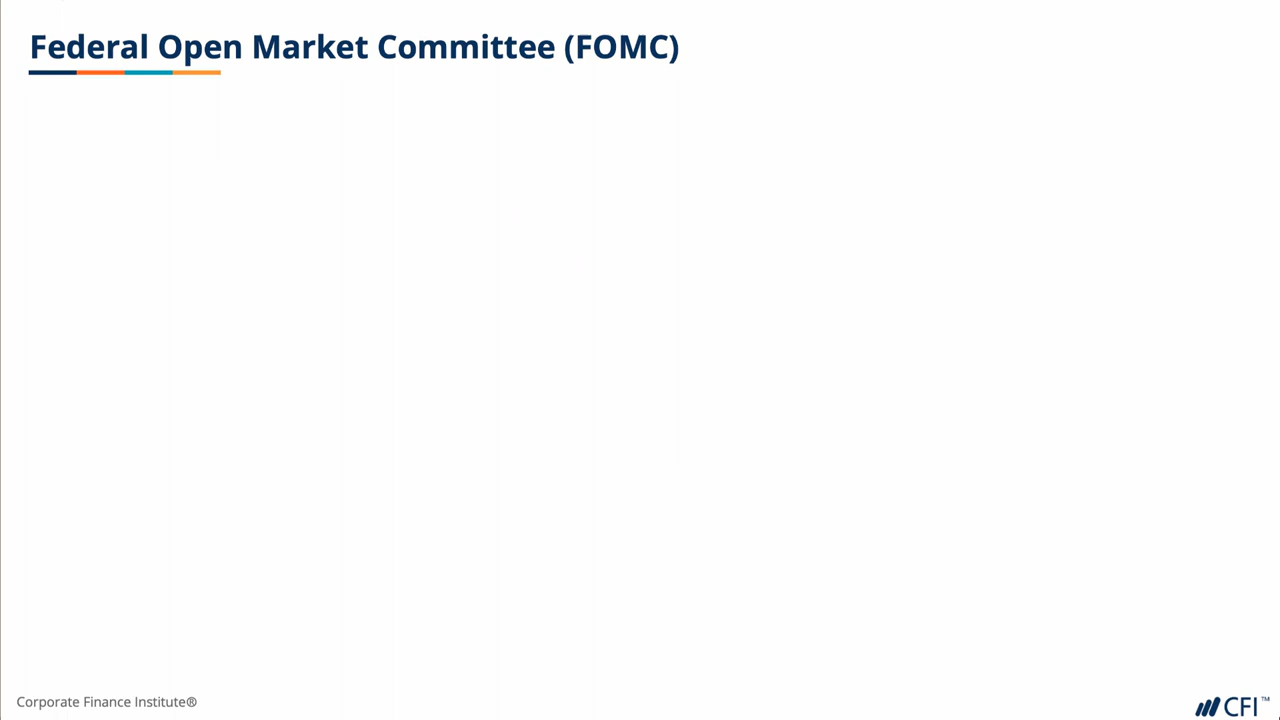 Federal Open Market Committee (FOMC)
Corporate Finance Institute®
CFI™